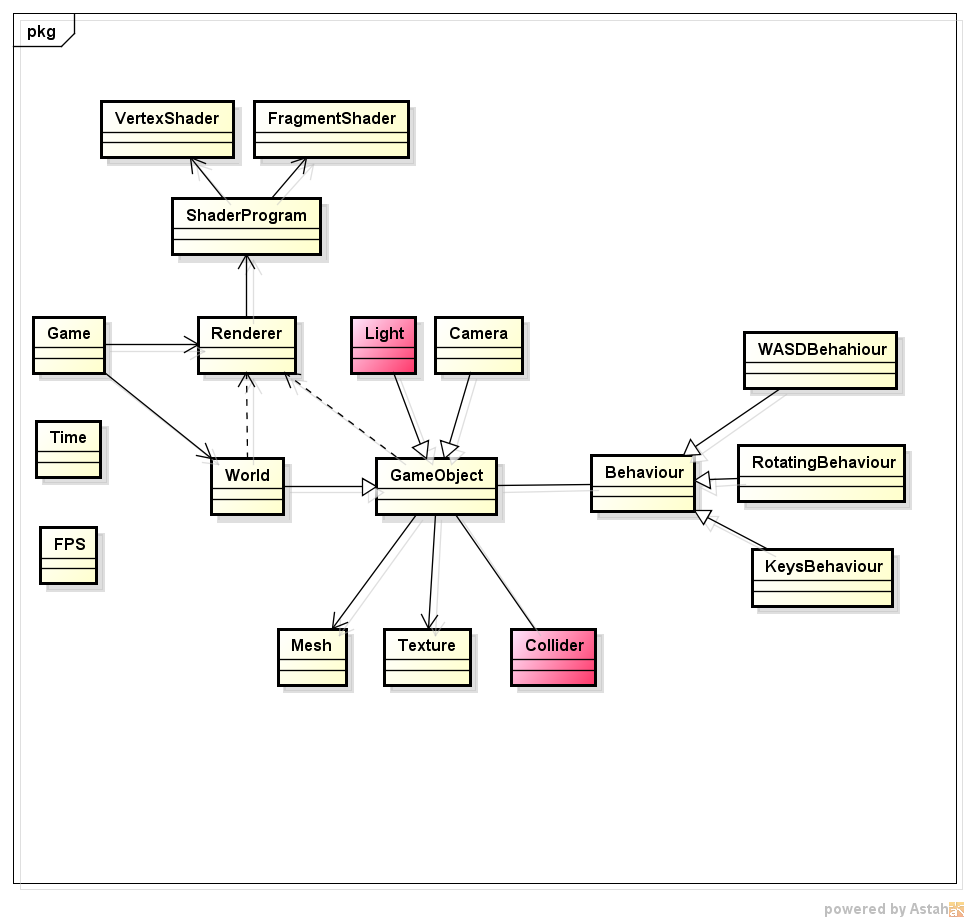 pkg
VertexShader
FragmentShader
ShaderProgram
Game
Renderer
Light
Camera
WASDBehahiour
Time
World
GameObject
Behaviour
RotatingBehaviour
FPS
KeysBehaviour
Mesh
Texture
Collider
powered by Astah